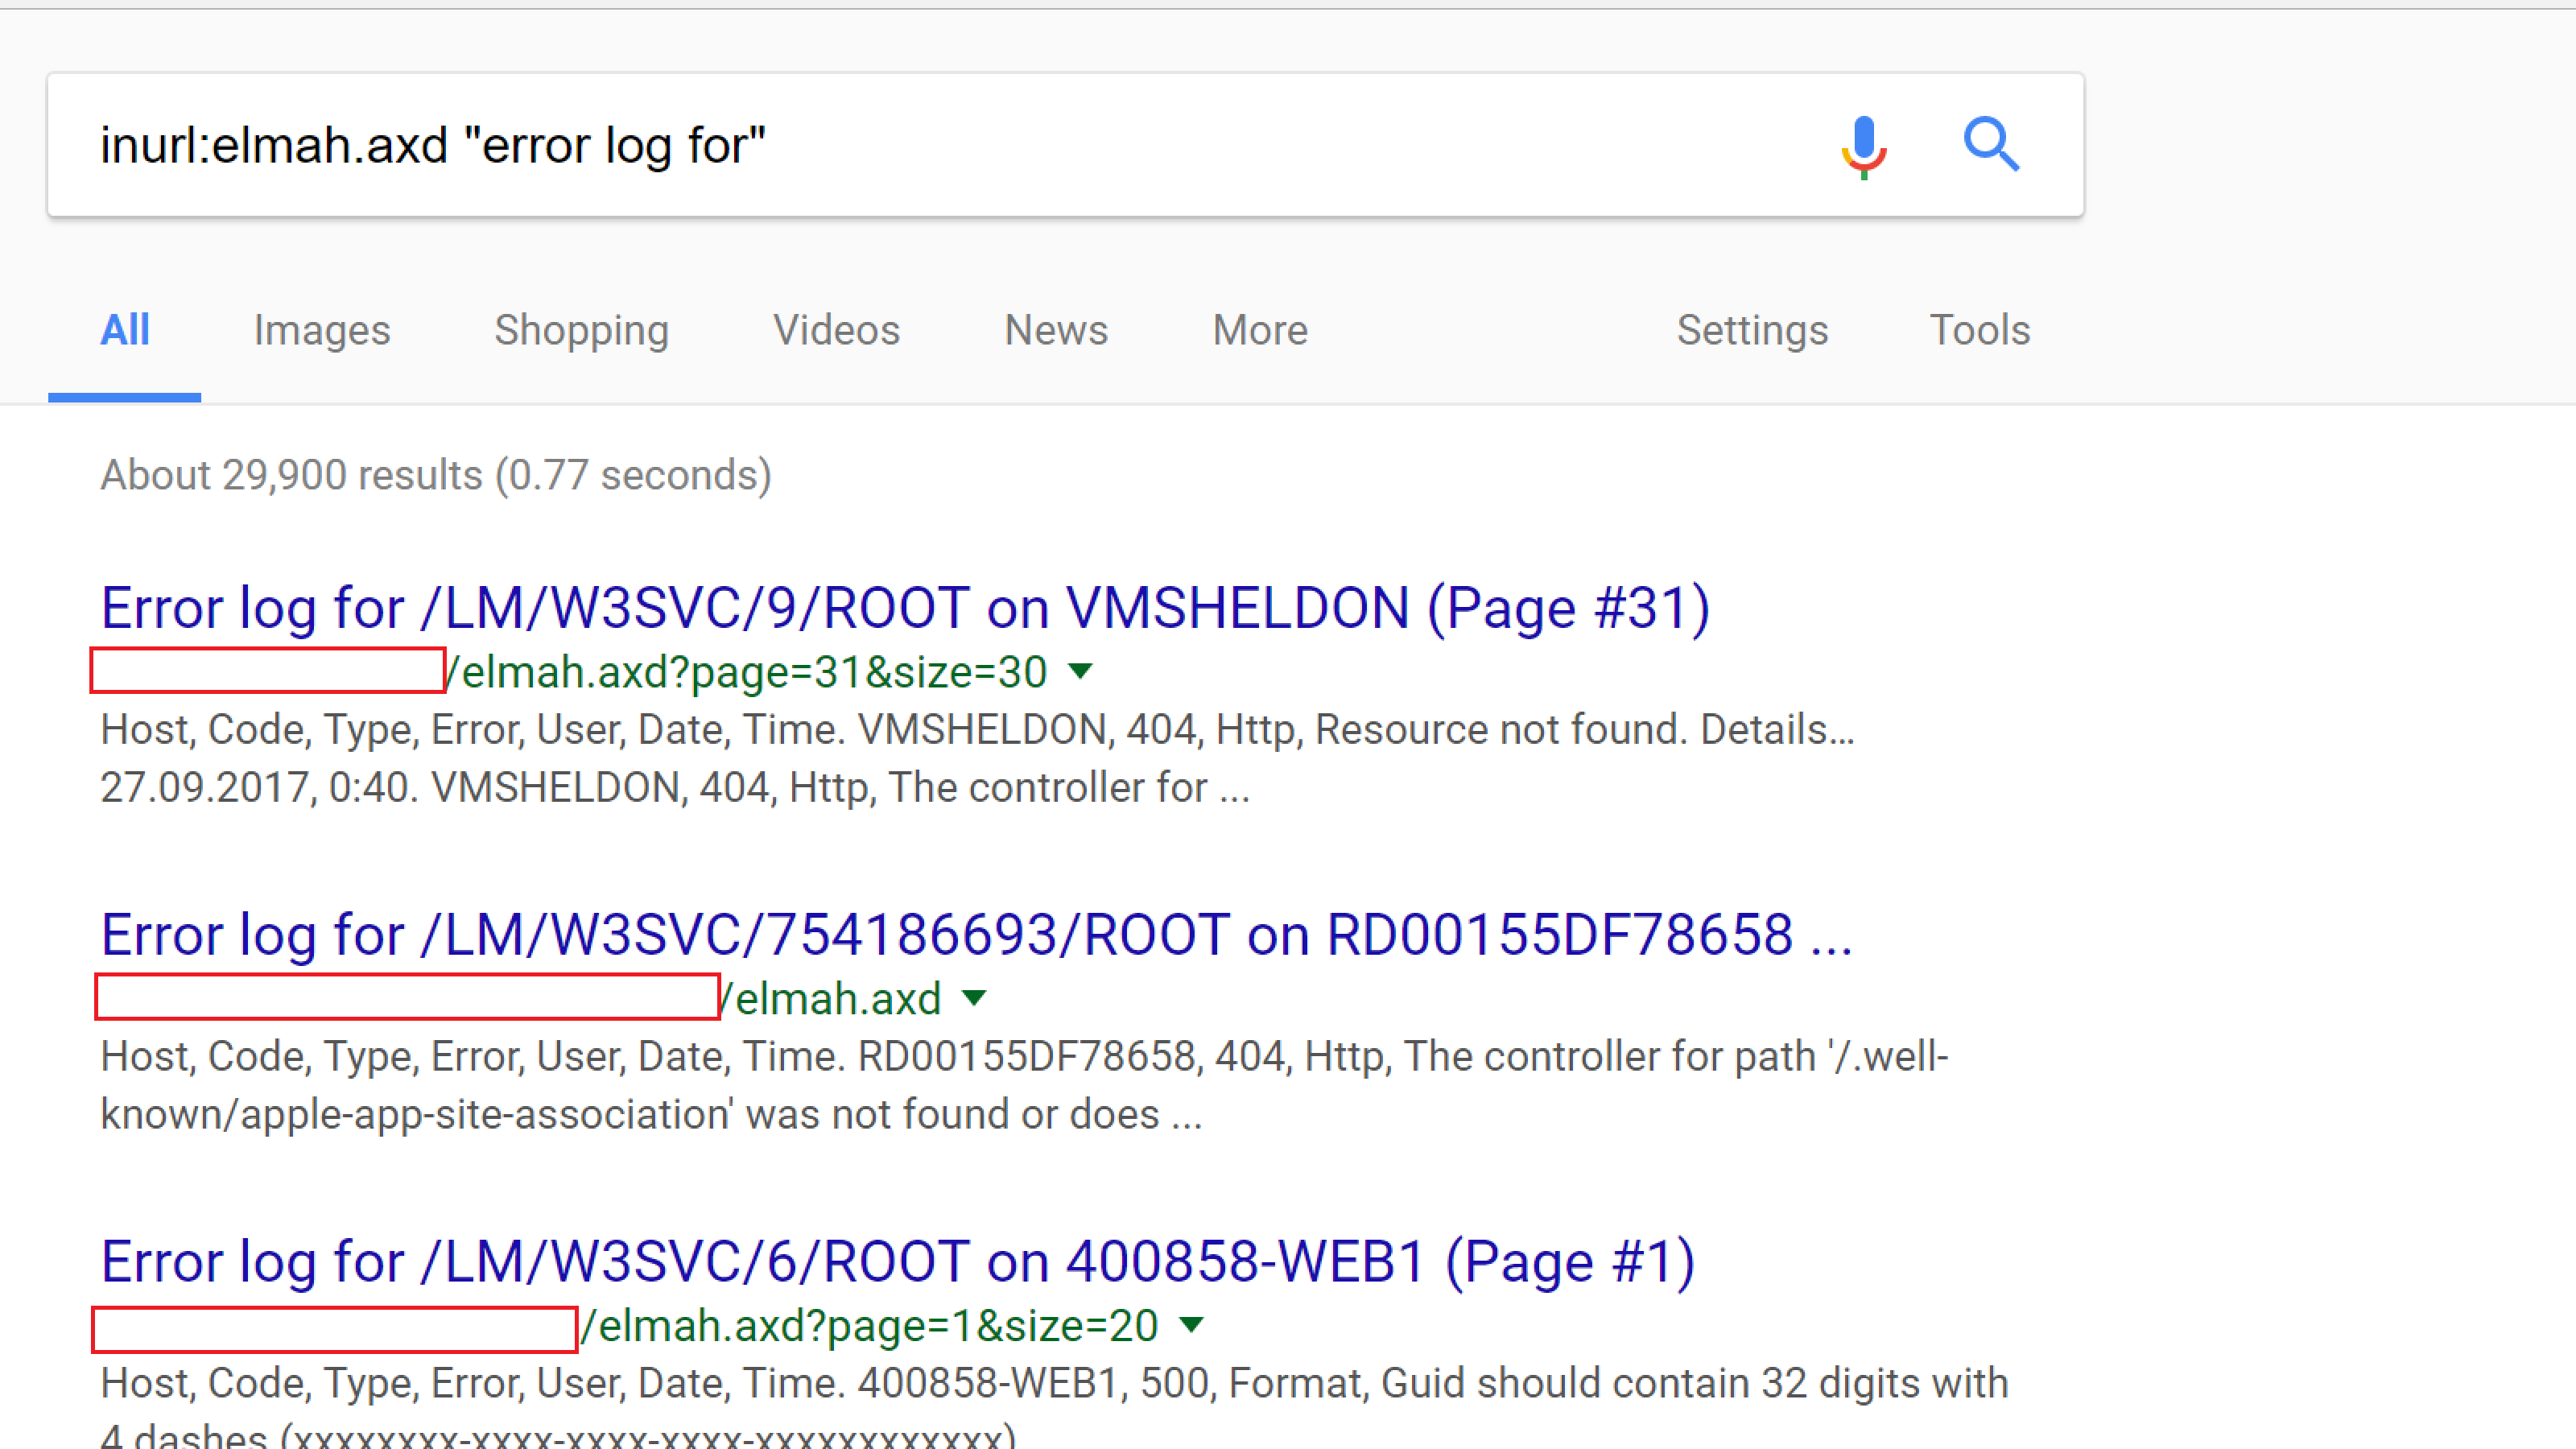 inurl:elmah.axd "error log for"
All Images Shopping Videos News More Settings Tools
About 29,900 results (0.77 seconds)
Error log for /LM/W3SVC/9/ROOT on VMSHELDON (Page #31)
/elmah.axd?page=31&size=30
Host, Code, Type, Error, User, Date, Time. VMSHELDON, 404, Http, Resource not found. Details…
27.09.2017, 0:40. VMSHELDON, 404, Http, The controller for ...
Error log for /LM/W3SVC/754186693/ROOT on RD00155DF78658 ...
/elmah.axd
Host, Code, Type, Error, User, Date, Time. RD00155DF78658, 404, Http, The controller for path '/.well-
known/apple-app-site-association' was not found or does ...
Error log for /LM/W3SVC/6/ROOT on 400858-WEB1 (Page #1)
/elmah.axd?page=1&size=20
Host, Code, Type, Error, User, Date, Time. 400858-WEB1, 500, Format, Guid should contain 32 digits with
4 dashes (xxxxxxxx-xxxx-xxxx-xxxx-xxxxxxxxxxxx)